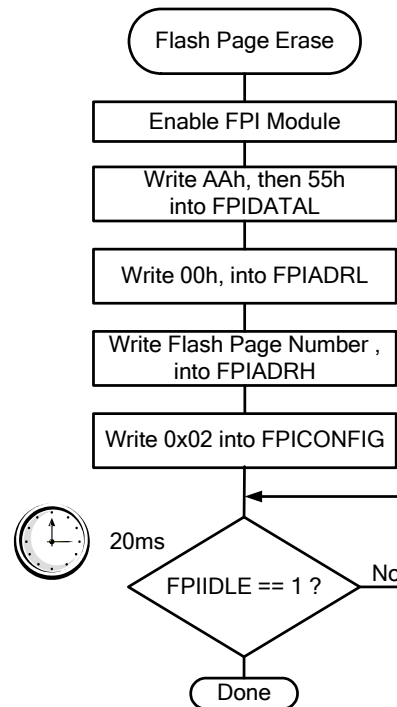 Flash Page Erase
Enable FPI Module
Write AAh, then 55h
into FPIDATAL
Write 00h, into FPIADRL
Write Flash Page Number ,
into FPIADRH
Write 0x02 into FPICONFIG
20ms
FPIIDLE == 1 ?
No
Done